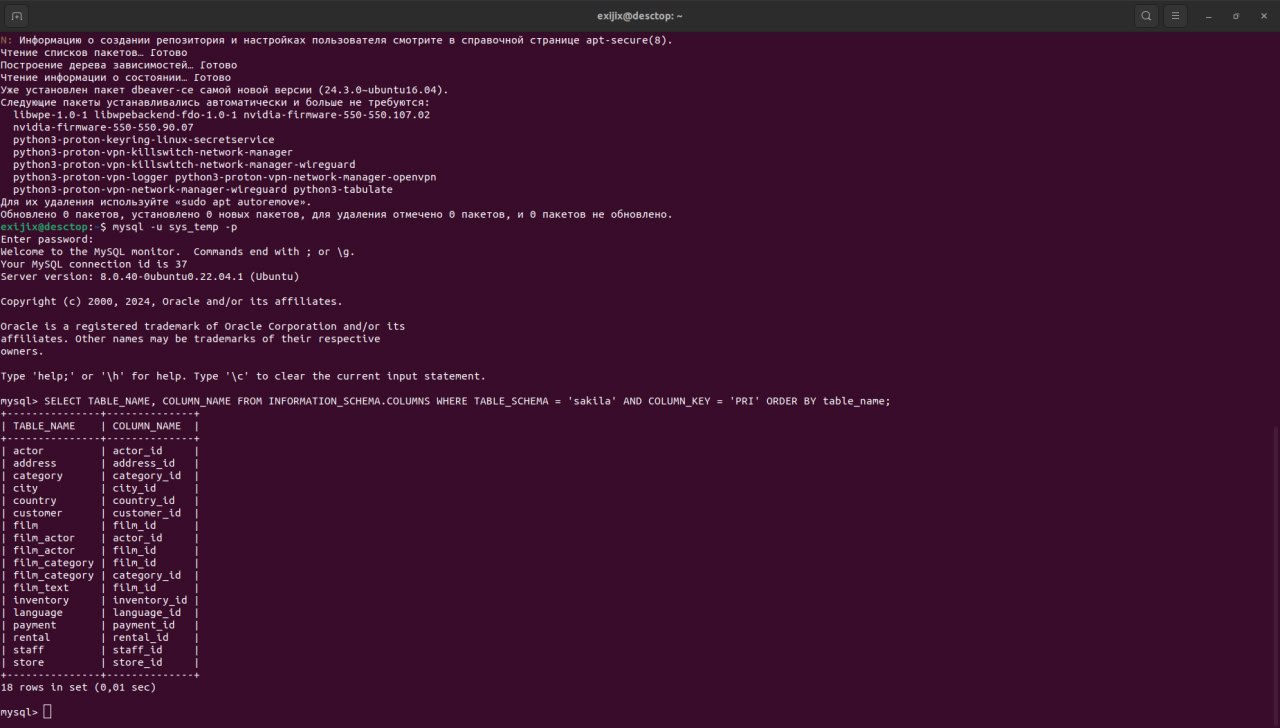 exijix@desctop: ~
N: Информацию о создании репозитория и настройках пользователя смотрите в справочной странице apt-secure(8).
Чтение списков пакетов… Готово
Построение дерева зависимостей… Готово
Чтение информации о состоянии… Готово
Уже установлен пакет dbeaver-ce самой новой версии (24.3.0~ubuntu16.04).
Следующие пакеты устанавливались автоматически и больше не требуются:
  libwpe-1.0-1 libwpebackend-fdo-1.0-1 nvidia-firmware-550-550.107.02
  nvidia-firmware-550-550.90.07
  python3-proton-keyring-linux-secretservice
  python3-proton-vpn-killswitch-network-manager
  python3-proton-vpn-killswitch-network-manager-wireguard
  python3-proton-vpn-logger python3-proton-vpn-network-manager-openvpn
  python3-proton-vpn-network-manager-wireguard python3-tabulate
Для их удаления используйте «sudo apt autoremove».
Обновлено 0 пакетов, установлено 0 новых пакетов, для удаления отмечено 0 пакетов, и 0 пакетов не обновлено.
exijix@desctop:~$ mysql -u sys_temp -p
Enter password:
Welcome to the MySQL monitor.  Commands end with ; or \g.
Your MySQL connection id is 37
Server version: 8.0.40-0ubuntu0.22.04.1 (Ubuntu)
Copyright (c) 2000, 2024, Oracle and/or its affiliates.
Oracle is a registered trademark of Oracle Corporation and/or its
affiliates. Other names may be trademarks of their respective
owners.
Type 'help;' or '\h' for help. Type '\c' to clear the current input statement.
mysql> SELECT TABLE_NAME, COLUMN_NAME FROM INFORMATION_SCHEMA.COLUMNS WHERE TABLE_SCHEMA = 'sakila' AND COLUMN_KEY = 'PRI' ORDER BY table_name;
+---------------+--------------+
| TABLE_NAME    | COLUMN_NAME  |
+---------------+--------------+
| actor         | actor_id     |
| address       | address_id   |
| category      | category_id  |
| city          | city_id      |
| country       | country_id   |
| customer      | customer_id  |
| film          | film_id      |
| film_actor    | actor_id     |
| film_actor    | film_id      |
| film_category | film_id      |
| film_category | category_id  |
| film_text     | film_id      |
| inventory     | inventory_id |
| language      | language_id  |
| payment       | payment_id   |
| rental        | rental_id    |
| staff         | staff_id     |
| store         | store_id     |
+---------------+--------------+
18 rows in set (0,01 sec)
mysql>